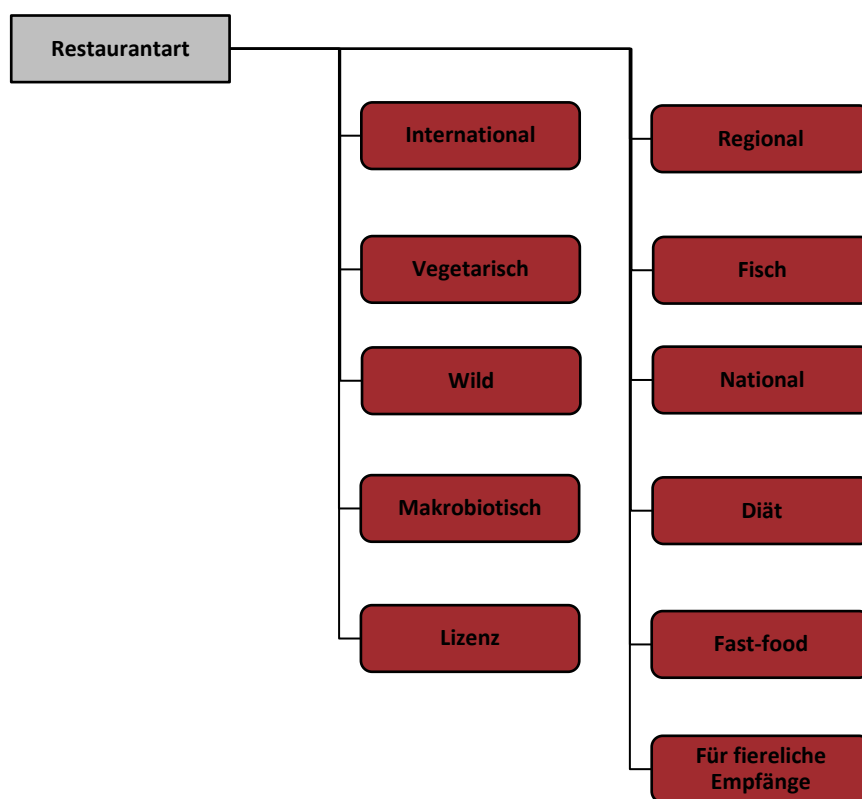 Restaurantart
International
Vegetarisch
Wild
Makrobiotisch
Lizenz
Regional
Fisch
National
Diät
Fast-food
Für fiereliche
Empfänge